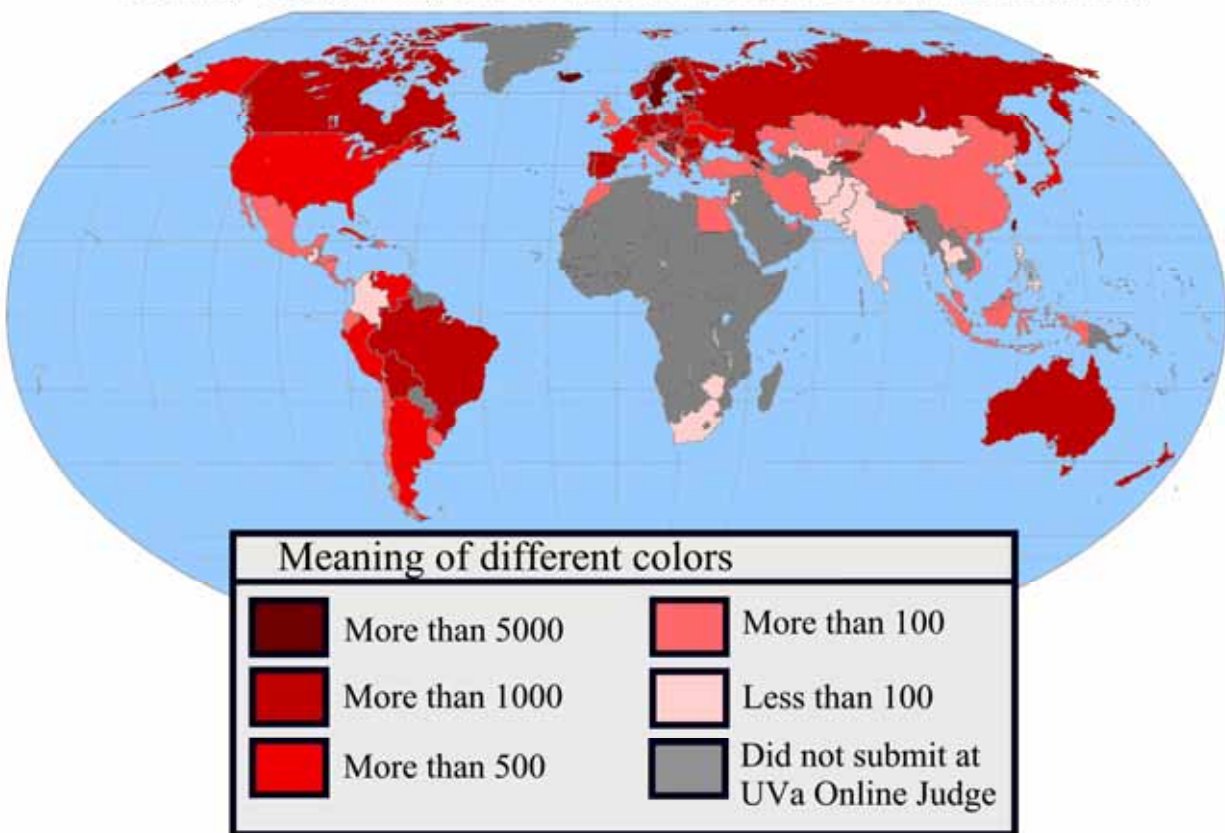 Meaning of different colors
More than 5000
More than 1000
More than 500
More than 100
Less than 100
Did not submit at
UVa Online Judge